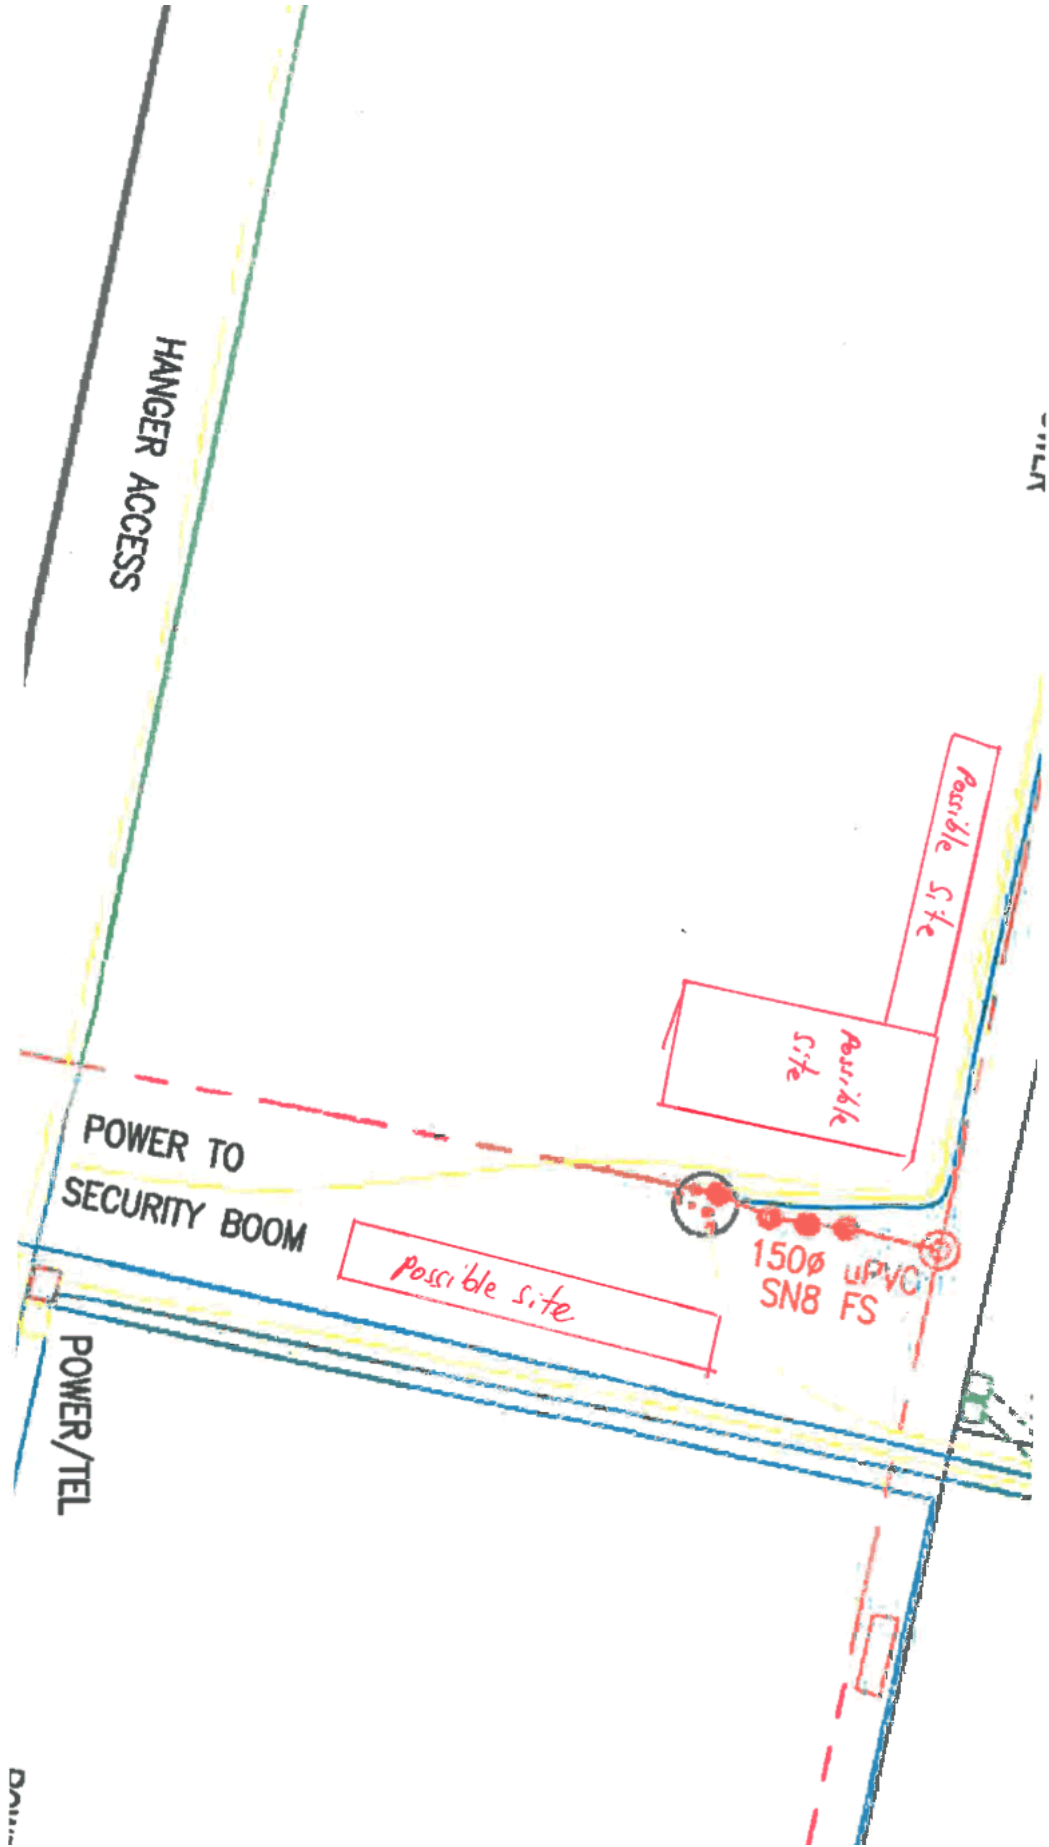 HANGER ACCESS
Possible Site
Possible
Site
POWER TO
SECURITY BOOM
150ø uPVC
SN8 FS
Possible site
POWER/TEL